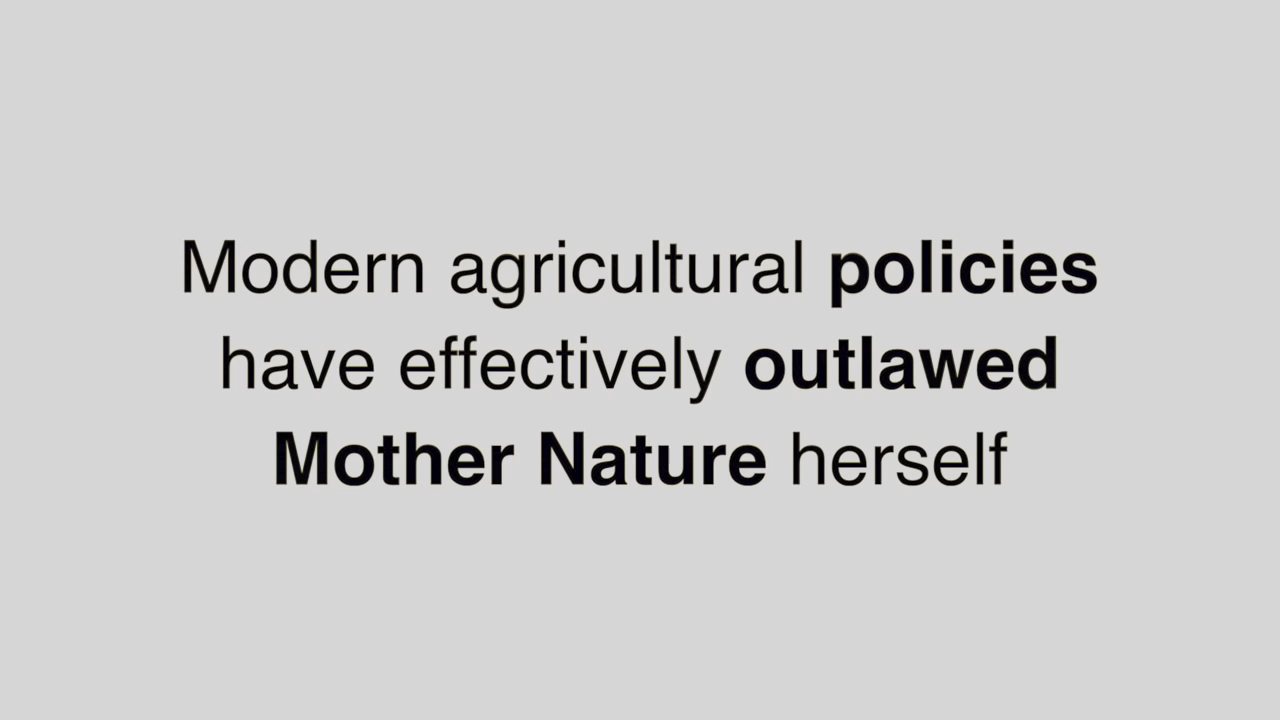 Modern agricultural policies
have effectively outlawed
Mother Nature herself